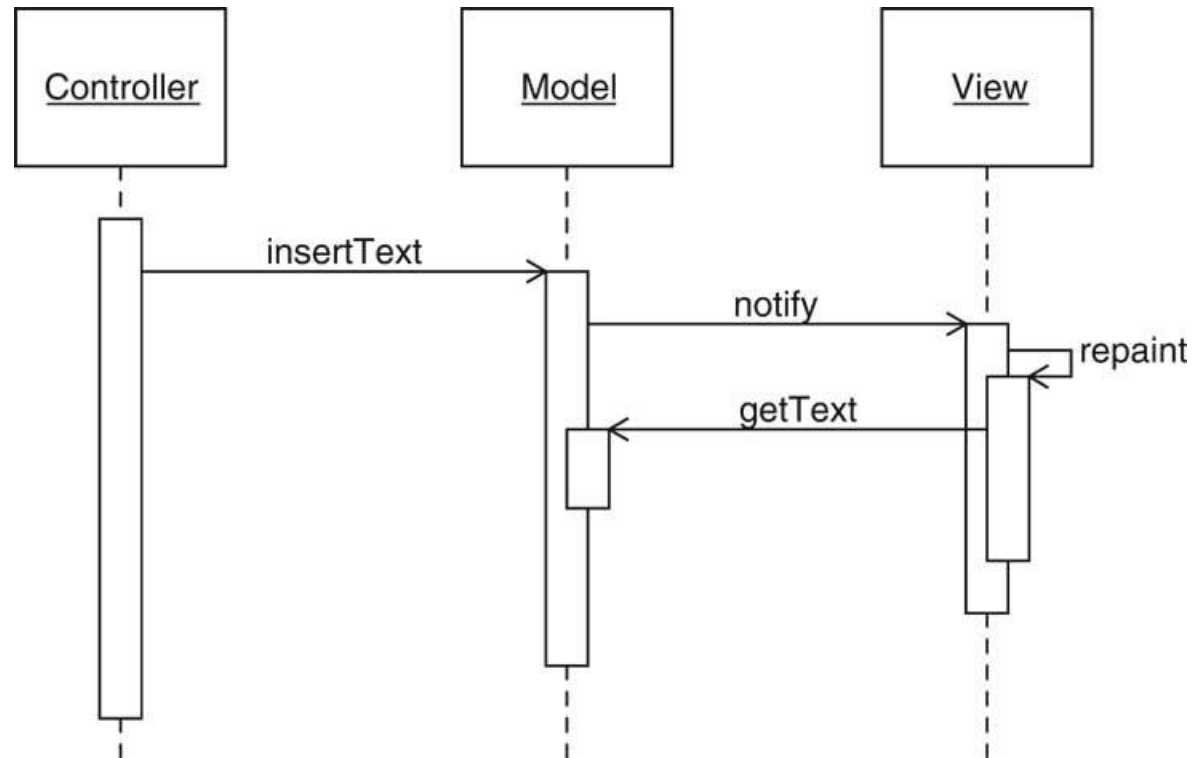 Controller
Model
View
insertText
notify
repaint
getText